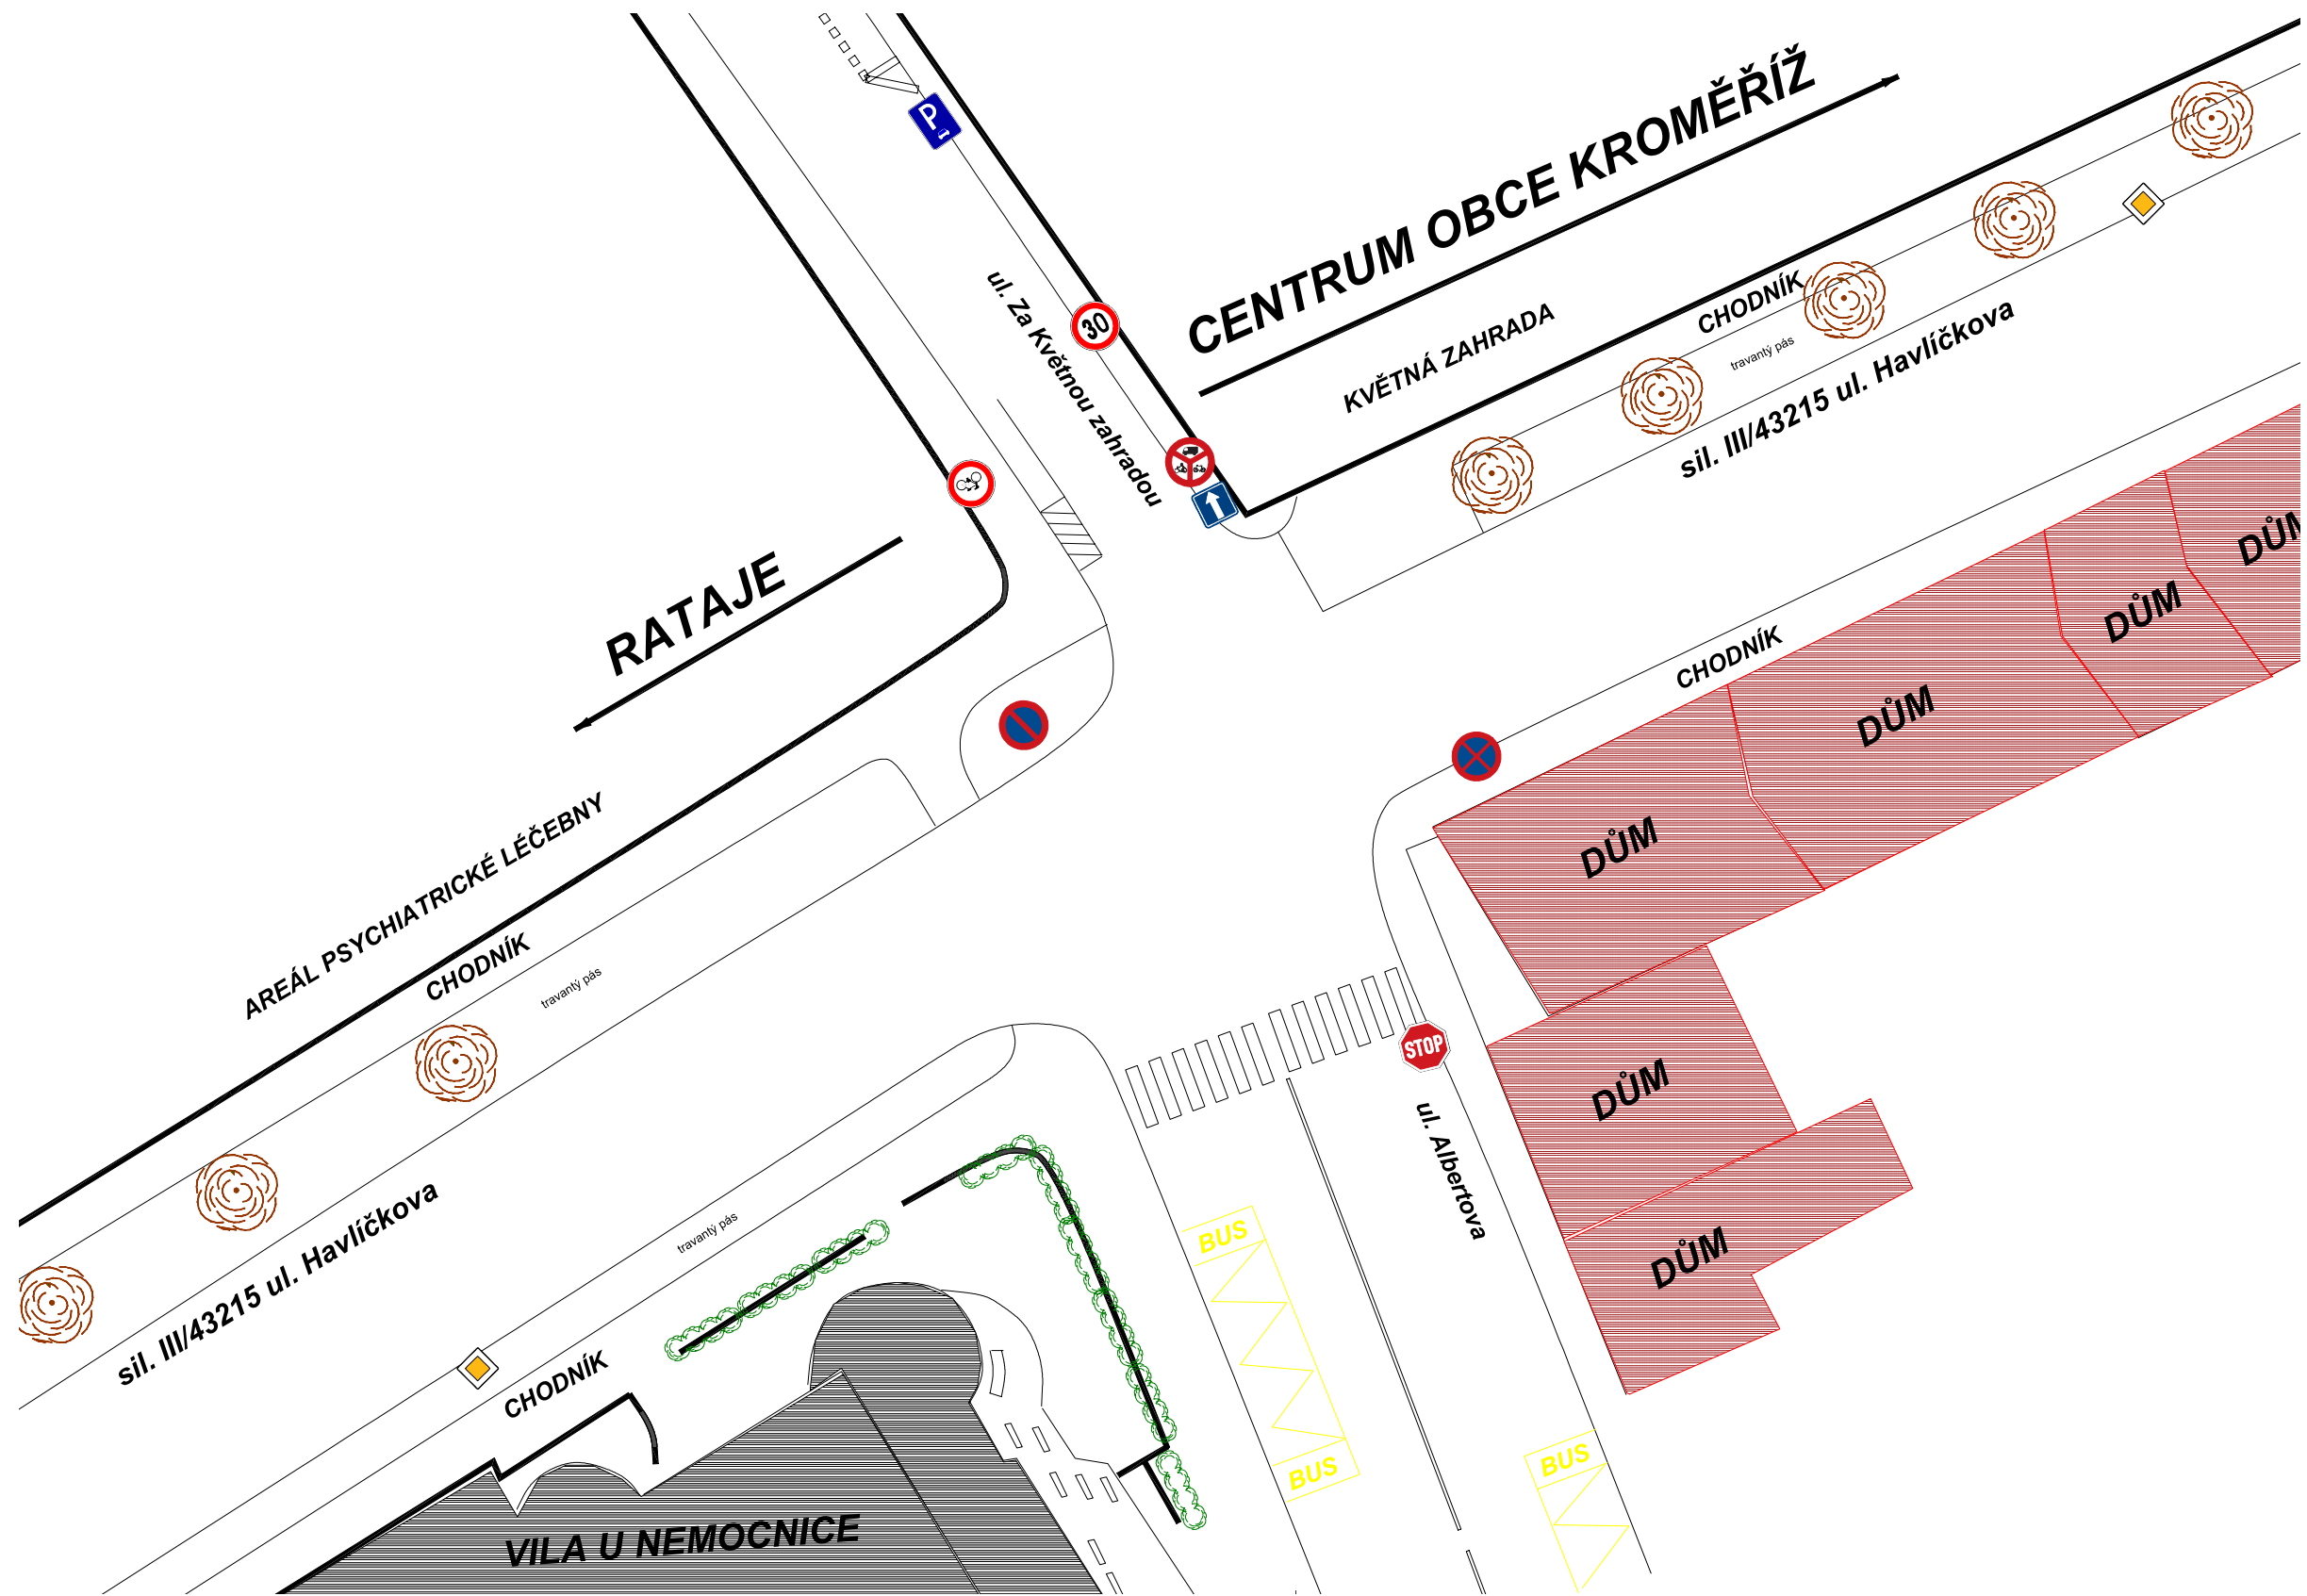 P
CENTRUM OBCE KROMĚŘÍŽ
30
ul. Za Květnou zahradou
KVĚTNÁ ZAHRADA
CHODNÍK
travantý pás
sil. III/43215 ul. Havlíčkova
RATAJE
DŮM
DŮM
CHODNÍK
DŮM
DŮM
AREÁL PSYCHIATRICKÉ LÉČEBNY
CHODNÍK
travantý pás
STOP
DŮM
ul. Albertova
sil. III/43215 ul. Havlíčkova
travantý pás
BUS
DŮM
CHODNÍK
BUS
BUS
VILA U NEMOCNICE